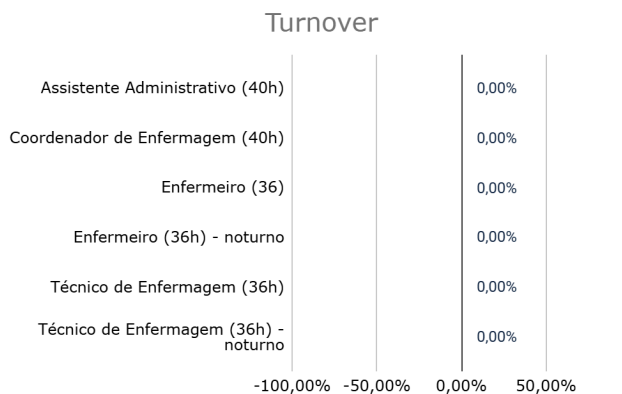 Turnover
Assistente Administrativo (40h) 0,00%
Coordenador de Enfermagem (40h) 0,00%
Enfermeiro (36) 0,00%
Enfermeiro (36h) - noturno 0,00%
Técnico de Enfermagem (36h) 0,00%
Técnico de Enfermagem (36h) -
noturno 0,00%
-100,00% -50,00% 0,00% 50,00%